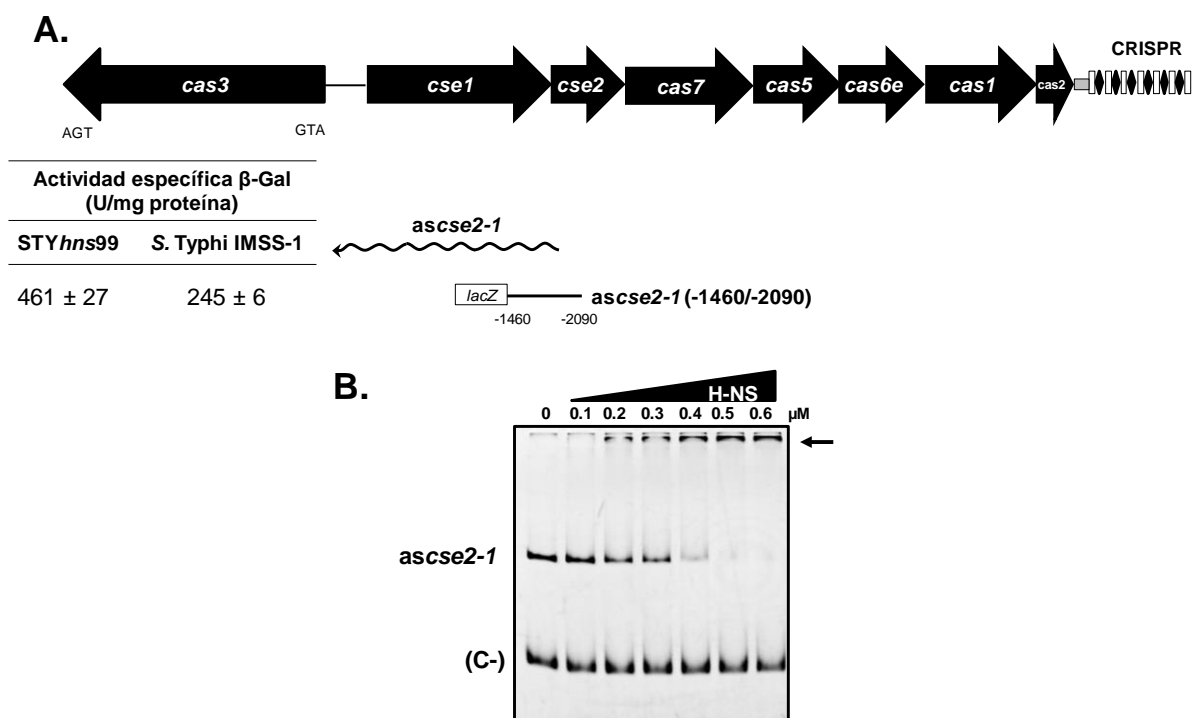 A.
CRISPR
cas3 cse1 cse2 cas7 cas5 cas6e cas1 cas2
AGT GTA
Actividad específica β-Gal
(U/mg proteína)
STYhns99 S. Typhi IMSS-1
461 ± 27 245 ± 6
ascse2-1
lacZ ascse2-1 (-1460/-2090)
-1460 -2090
B.
H-NS
0 0.1 0.2 0.3 0.4 0.5 0.6 µM
ascse2-1
(C-)